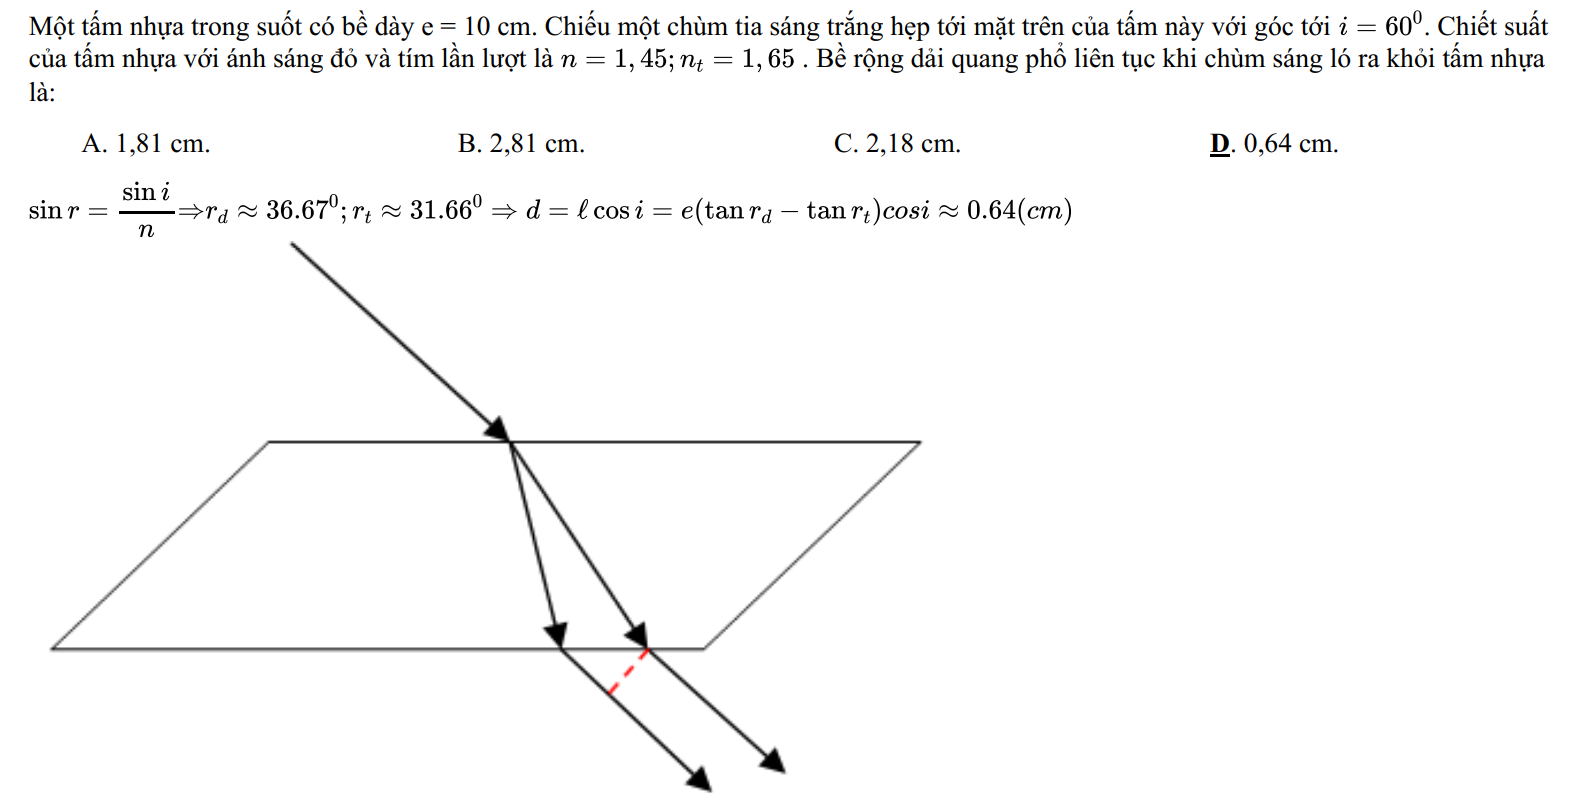 Một tấm nhựa trong suốt có bề dày e = 10 cm. Chiếu một chùm tia sáng trắng hẹp tới mặt trên của tấm này với góc tới $i = 60^0$. Chiết suất
của tấm nhựa với ánh sáng đỏ và tím lần lượt là $n = 1,45; n_t = 1,65$ . Bề rộng dải quang phổ liên tục khi chùm sáng ló ra khỏi tấm nhựa
là:
A. 1,81 cm. B. 2,81 cm. C. 2,18 cm. D. 0,64 cm.
$\sin r = \frac{\sin i}{n} \Rightarrow r_d \approx 36.67^0; r_t \approx 31.66^0 \Rightarrow d = \ell \cos i = e(\tan r_d - \tan r_t)cosi \approx 0.64(cm)$